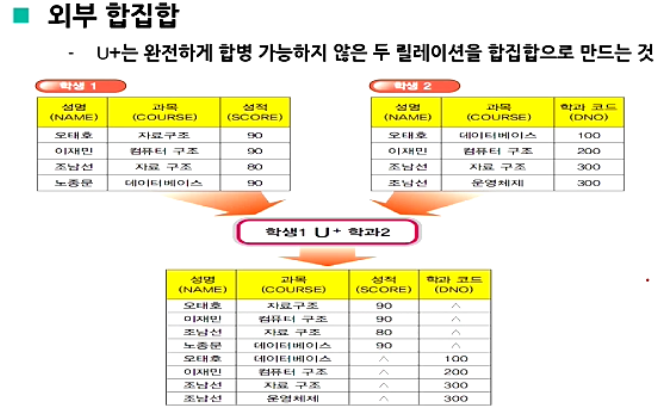 외부 합집합
- U+는 완전하게 합병 가능하지 않은 두 릴레이션을 합집합으로 만드는 것
학생 1
성명 과목 성적
(NAME) (COURSE) (SCORE)
오태호 자료구조 90
이재민 컴퓨터 구조 90
조남선 자료 구조 80
노종문 데이터베이스 90
학생 2
성명 과목 학과 코드
(NAME) (COURSE) (DNO)
오태호 데이터베이스 100
이재민 컴퓨터 구조 200
조남선 자료 구조 300
조남선 운영체제 300
학생1 U+ 학과2
성명 과목 성적 학과 코드
(NAME) (COURSE) (SCORE) (DNO)
오태호 자료구조 90 ∧
이재민 컴퓨터 구조 90 ∧
조남선 자료 구조 80 ∧
노종문 데이터베이스 90 ∧
오태호 데이터베이스 ∧ 100
이재민 컴퓨터 구조 ∧ 200
조남선 자료 구조 ∧ 300
조남선 운영체제 ∧ 300